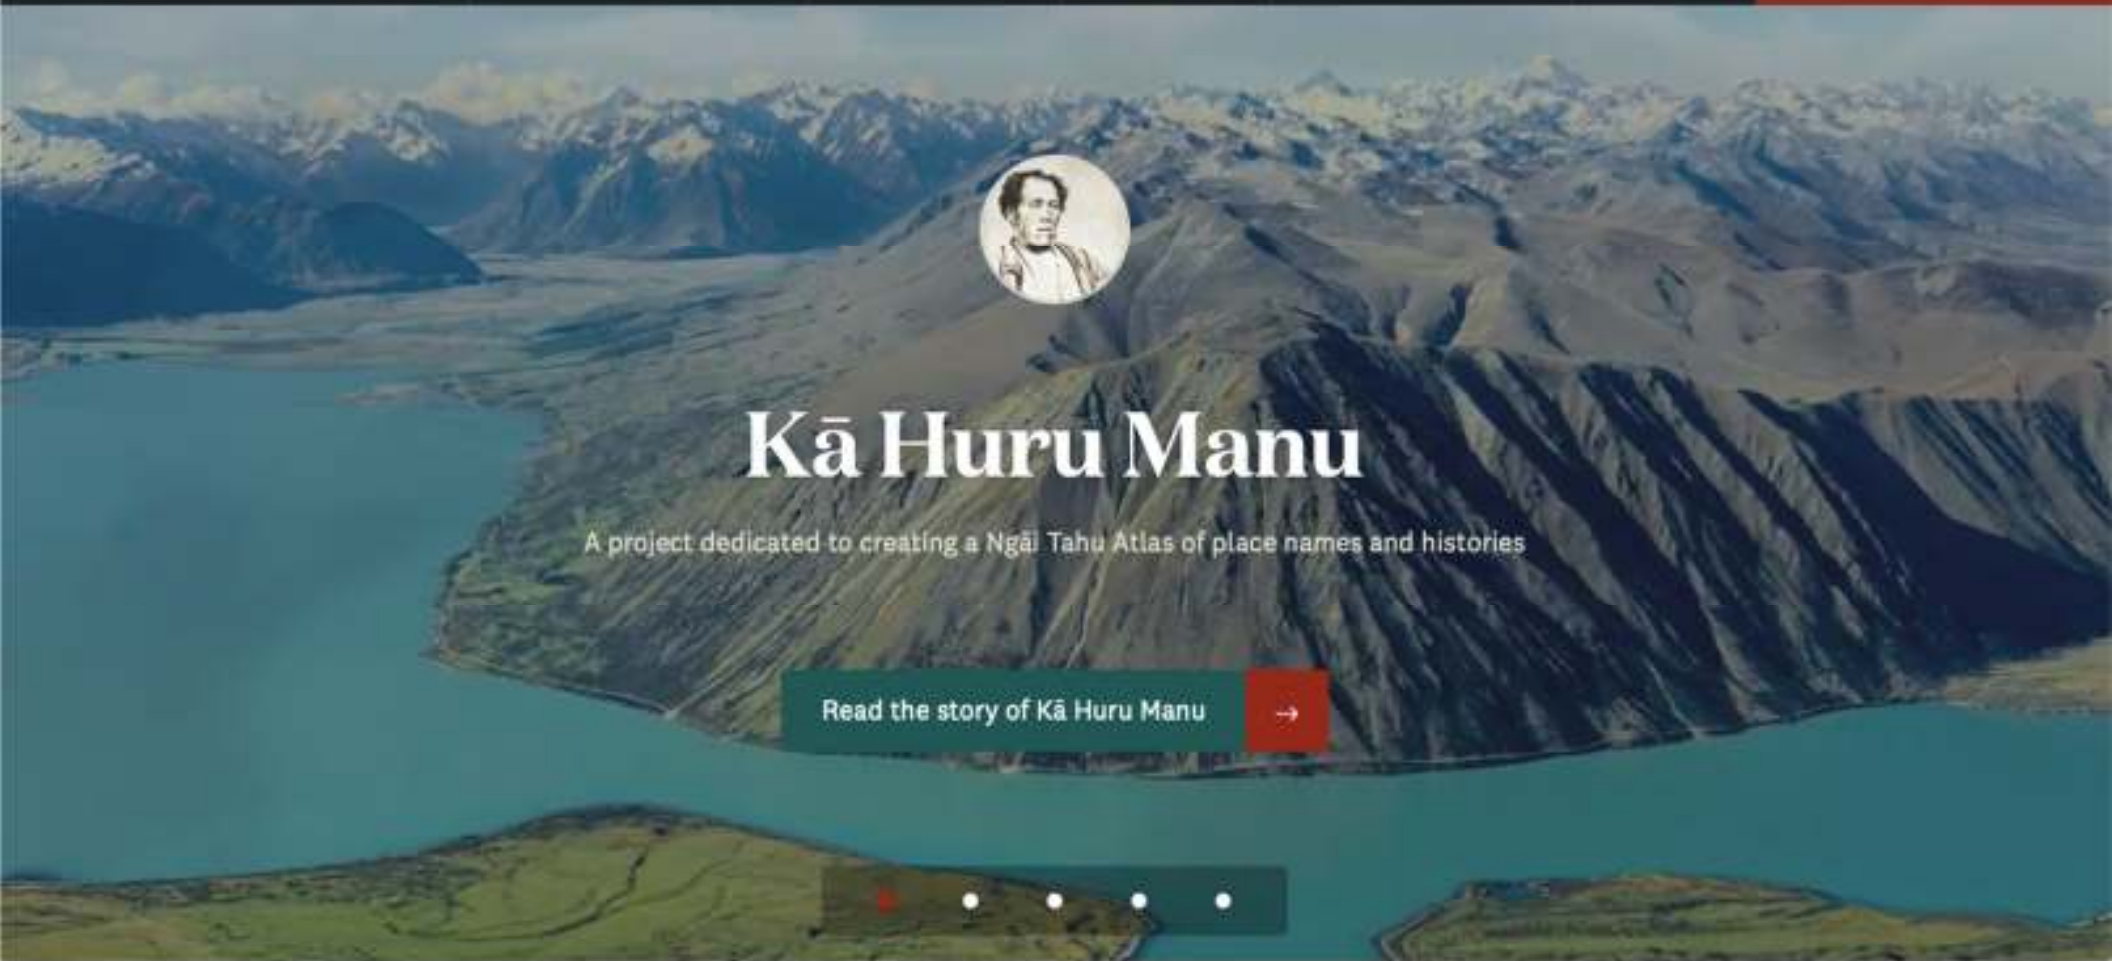 Kā Huru Manu
A project dedicated to creating a Ngāi Tahu Atlas of place names and histories
Read the story of Kā Huru Manu →